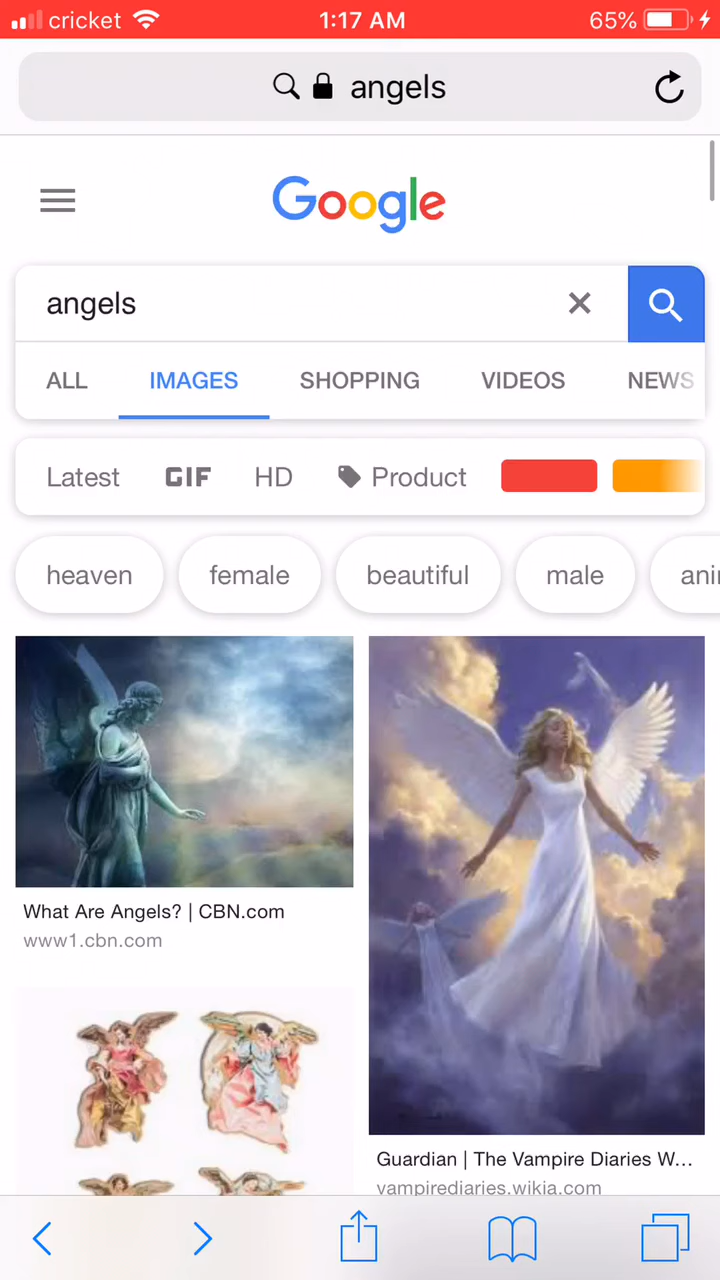 cricket 1:17 AM 65%
angels
Google
angels
ALL IMAGES SHOPPING VIDEOS NEWS
Latest GIF HD Product
heaven female beautiful male ani
What Are Angels? | CBN.com
www1.cbn.com
Guardian | The Vampire Diaries W...
vampirediaries.wikia.com